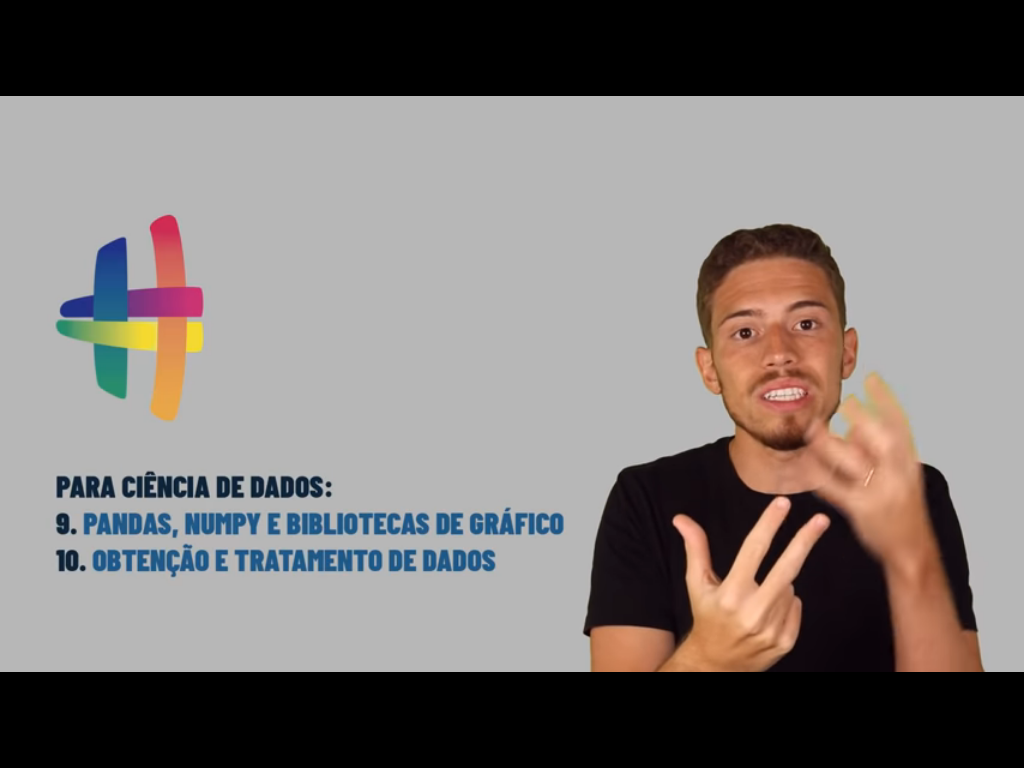 PARA CIÊNCIA DE DADOS:
9. PANDAS, NUMPY E BIBLIOTECAS DE GRÁFICO
10. OBTENÇÃO E TRATAMENTO DE DADOS